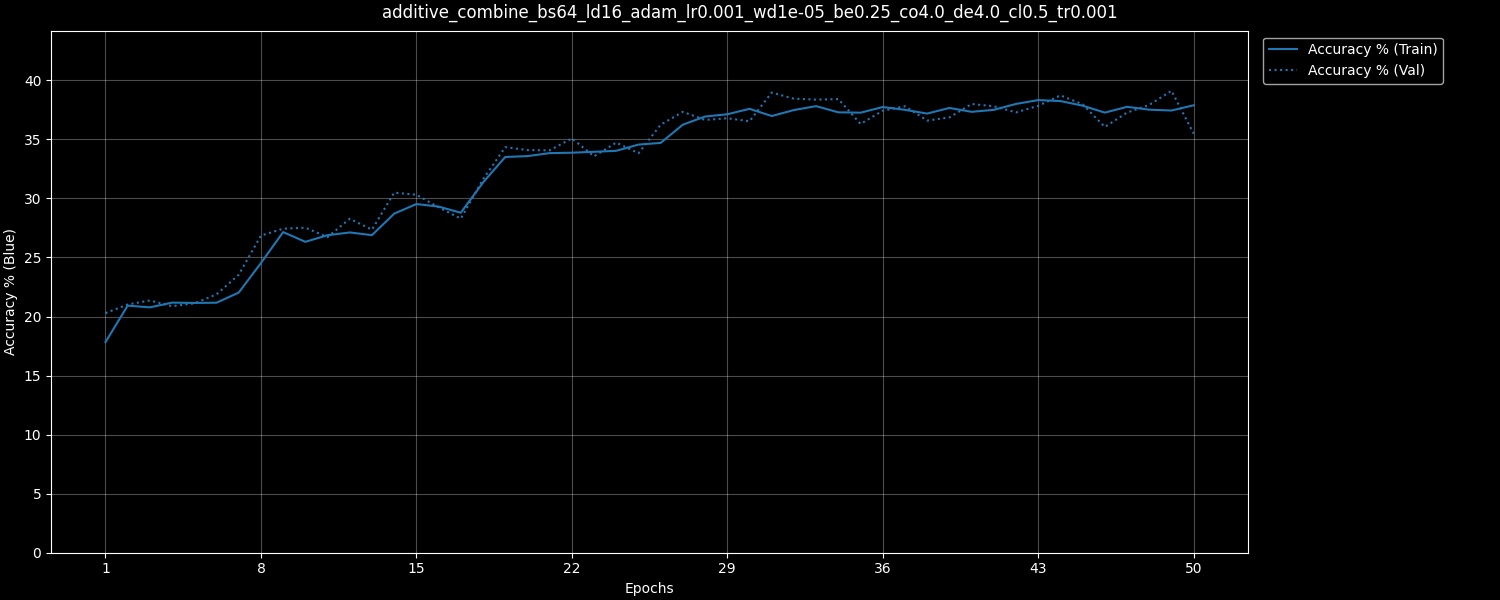 additive_combine_bs64_ld16_adam_lr0.001_wd1e-05_be0.25_co4.0_de4.0_cl0.5_tr0.001
Accuracy % (Train)
Accuracy % (Val)
Accuracy % (Blue)
40
35
30
25
20
15
10
5
0
1 8 15 22 29 36 43 50
Epochs